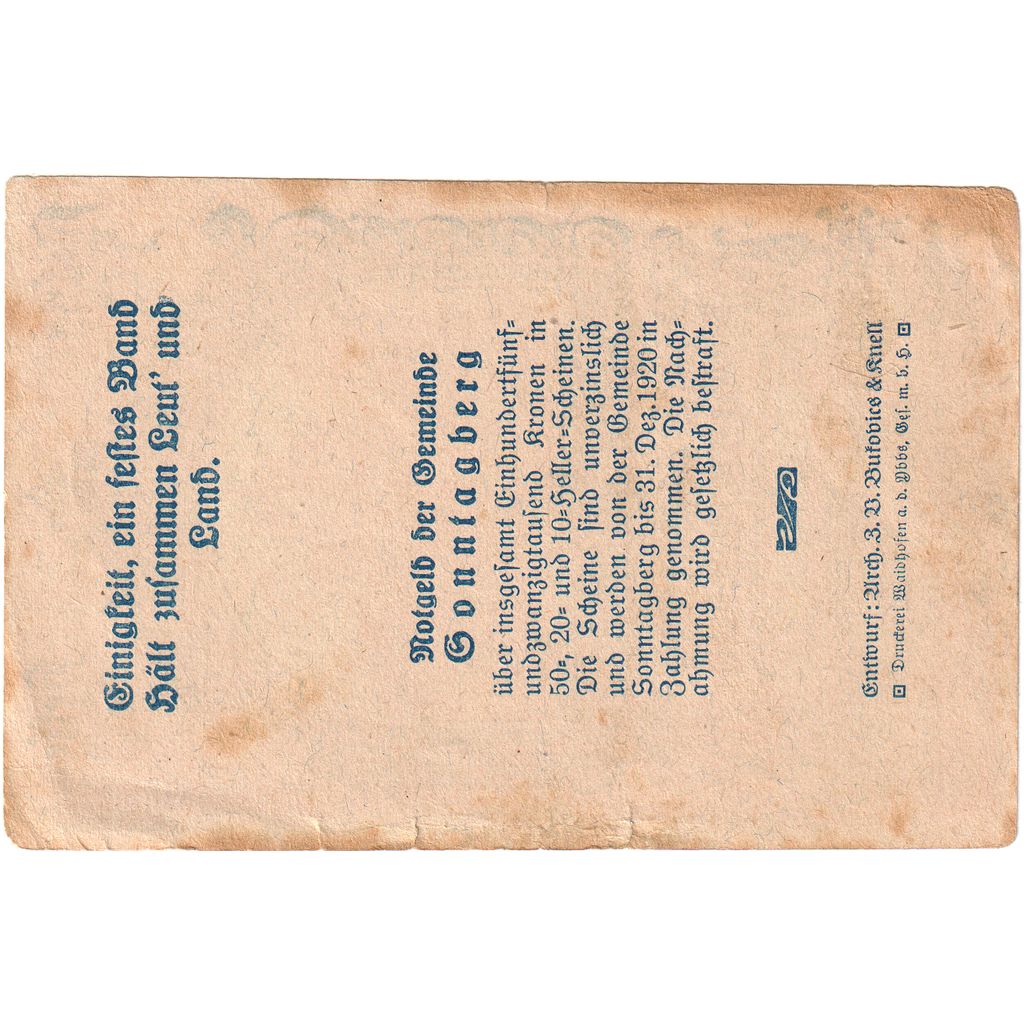 Einigkeit, ein festes Band
Hält zusammen Leut' und
Land.
Notgeld der Gemeinde
Sonntagberg
über insgesamt Einhundertfünf=
undzwanzigtausend Kronen in
50=, 20= und 10=Heller=Scheinen.
Die Scheine sind unverzinslich
und werden von der Gemeinde
Sonntagberg bis 31. Dez. 1920 in
Zahlung genommen. Die Nach=
ahmung wird gesetzlich bestraft.
Entwurf: Arch. Z. V. Bukovics & Knell
Druckerei Waidhofen a. d. Ybbs, Ges. m. b. H.